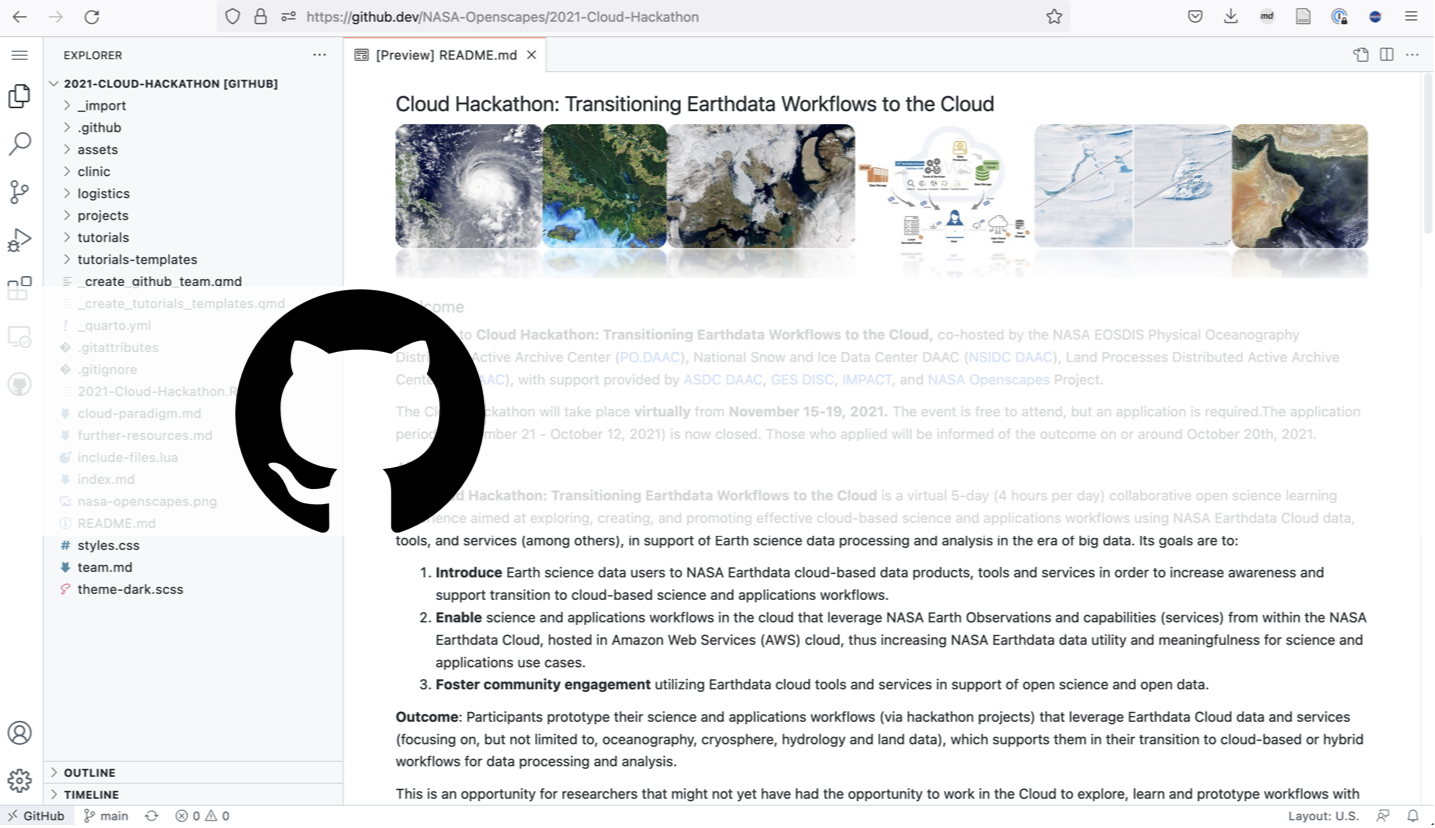 https://github.dev/NASA-Openscapes/2021-Cloud-Hackathon
md
EXPLORER
[Preview] README.md
2021-CLOUD-HACKATHON [GITHUB]
_import
.github
assets
clinic
logistics
projects
tutorials
tutorials-templates
_create_github_team.qmd
_create_tutorials_templates.qmd
_quarto.yml
.gitattributes
.gitignore
2021-Cloud-Hackathon.R
cloud-paradigm.md
further-resources.md
include-files.lua
index.md
nasa-openscapes.png
README.md
styles.css
team.md
theme-dark.scss
OUTLINE
TIMELINE
GitHub
main
0
0
Cloud Hackathon: Transitioning Earthdata Workflows to the Cloud
come
to Cloud Hackathon: Transitioning Earthdata Workflows to the Cloud, co-hosted by the NASA EOSDIS Physical Oceanography
Distr Active Archive Center (PO.DAAC), National Snow and Ice Data Center DAAC (NSIDC DAAC), Land Processes Distributed Active Archive
Cente AAC), with support provided by ASDC DAAC, GES DISC, IMPACT, and NASA Openscapes Project.
The Cl ckathon will take place virtually from November 15-19, 2021. The event is free to attend, but an application is required.The application
perio mber 21 - October 12, 2021) is now closed. Those who applied will be informed of the outcome on or around October 20th, 2021.
d Hackathon: Transitioning Earthdata Workflows to the Cloud is a virtual 5-day (4 hours per day) collaborative open science learning
ence aimed at exploring, creating, and promoting effective cloud-based science and applications workflows using NASA Earthdata Cloud data,
tools, and services (among others), in support of Earth science data processing and analysis in the era of big data. Its goals are to:
1. Introduce Earth science data users to NASA Earthdata cloud-based data products, tools and services in order to increase awareness and
support transition to cloud-based science and applications workflows.
2. Enable science and applications workflows in the cloud that leverage NASA Earth Observations and capabilities (services) from within the NASA
Earthdata Cloud, hosted in Amazon Web Services (AWS) cloud, thus increasing NASA Earthdata data utility and meaningfulness for science and
applications use cases.
3. Foster community engagement utilizing Earthdata cloud tools and services in support of open science and open data.
Outcome: Participants prototype their science and applications workflows (via hackathon projects) that leverage Earthdata Cloud data and services
(focusing on, but not limited to, oceanography, cryosphere, hydrology and land data), which supports them in their transition to cloud-based or hybrid
workflows for data processing and analysis.
This is an opportunity for researchers that might not yet have had the opportunity to work in the Cloud to explore, learn and prototype workflows with
Layout: U.S.